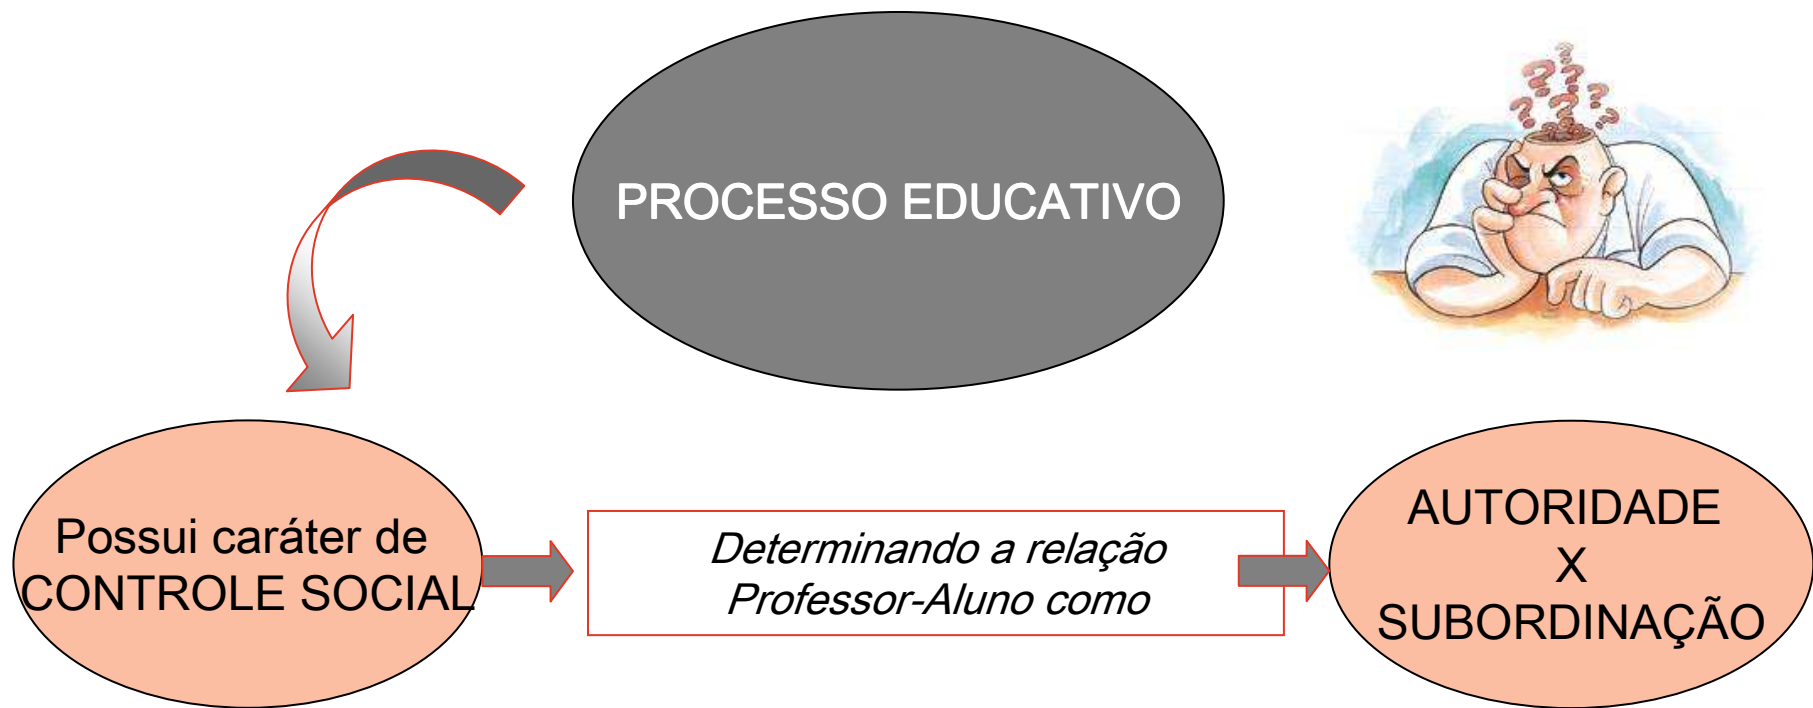 PROCESSO EDUCATIVO
Possui caráter de
CONTROLE SOCIAL
Determinando a relação
Professor-Aluno como
AUTORIDADE
X
SUBORDINAÇÃO